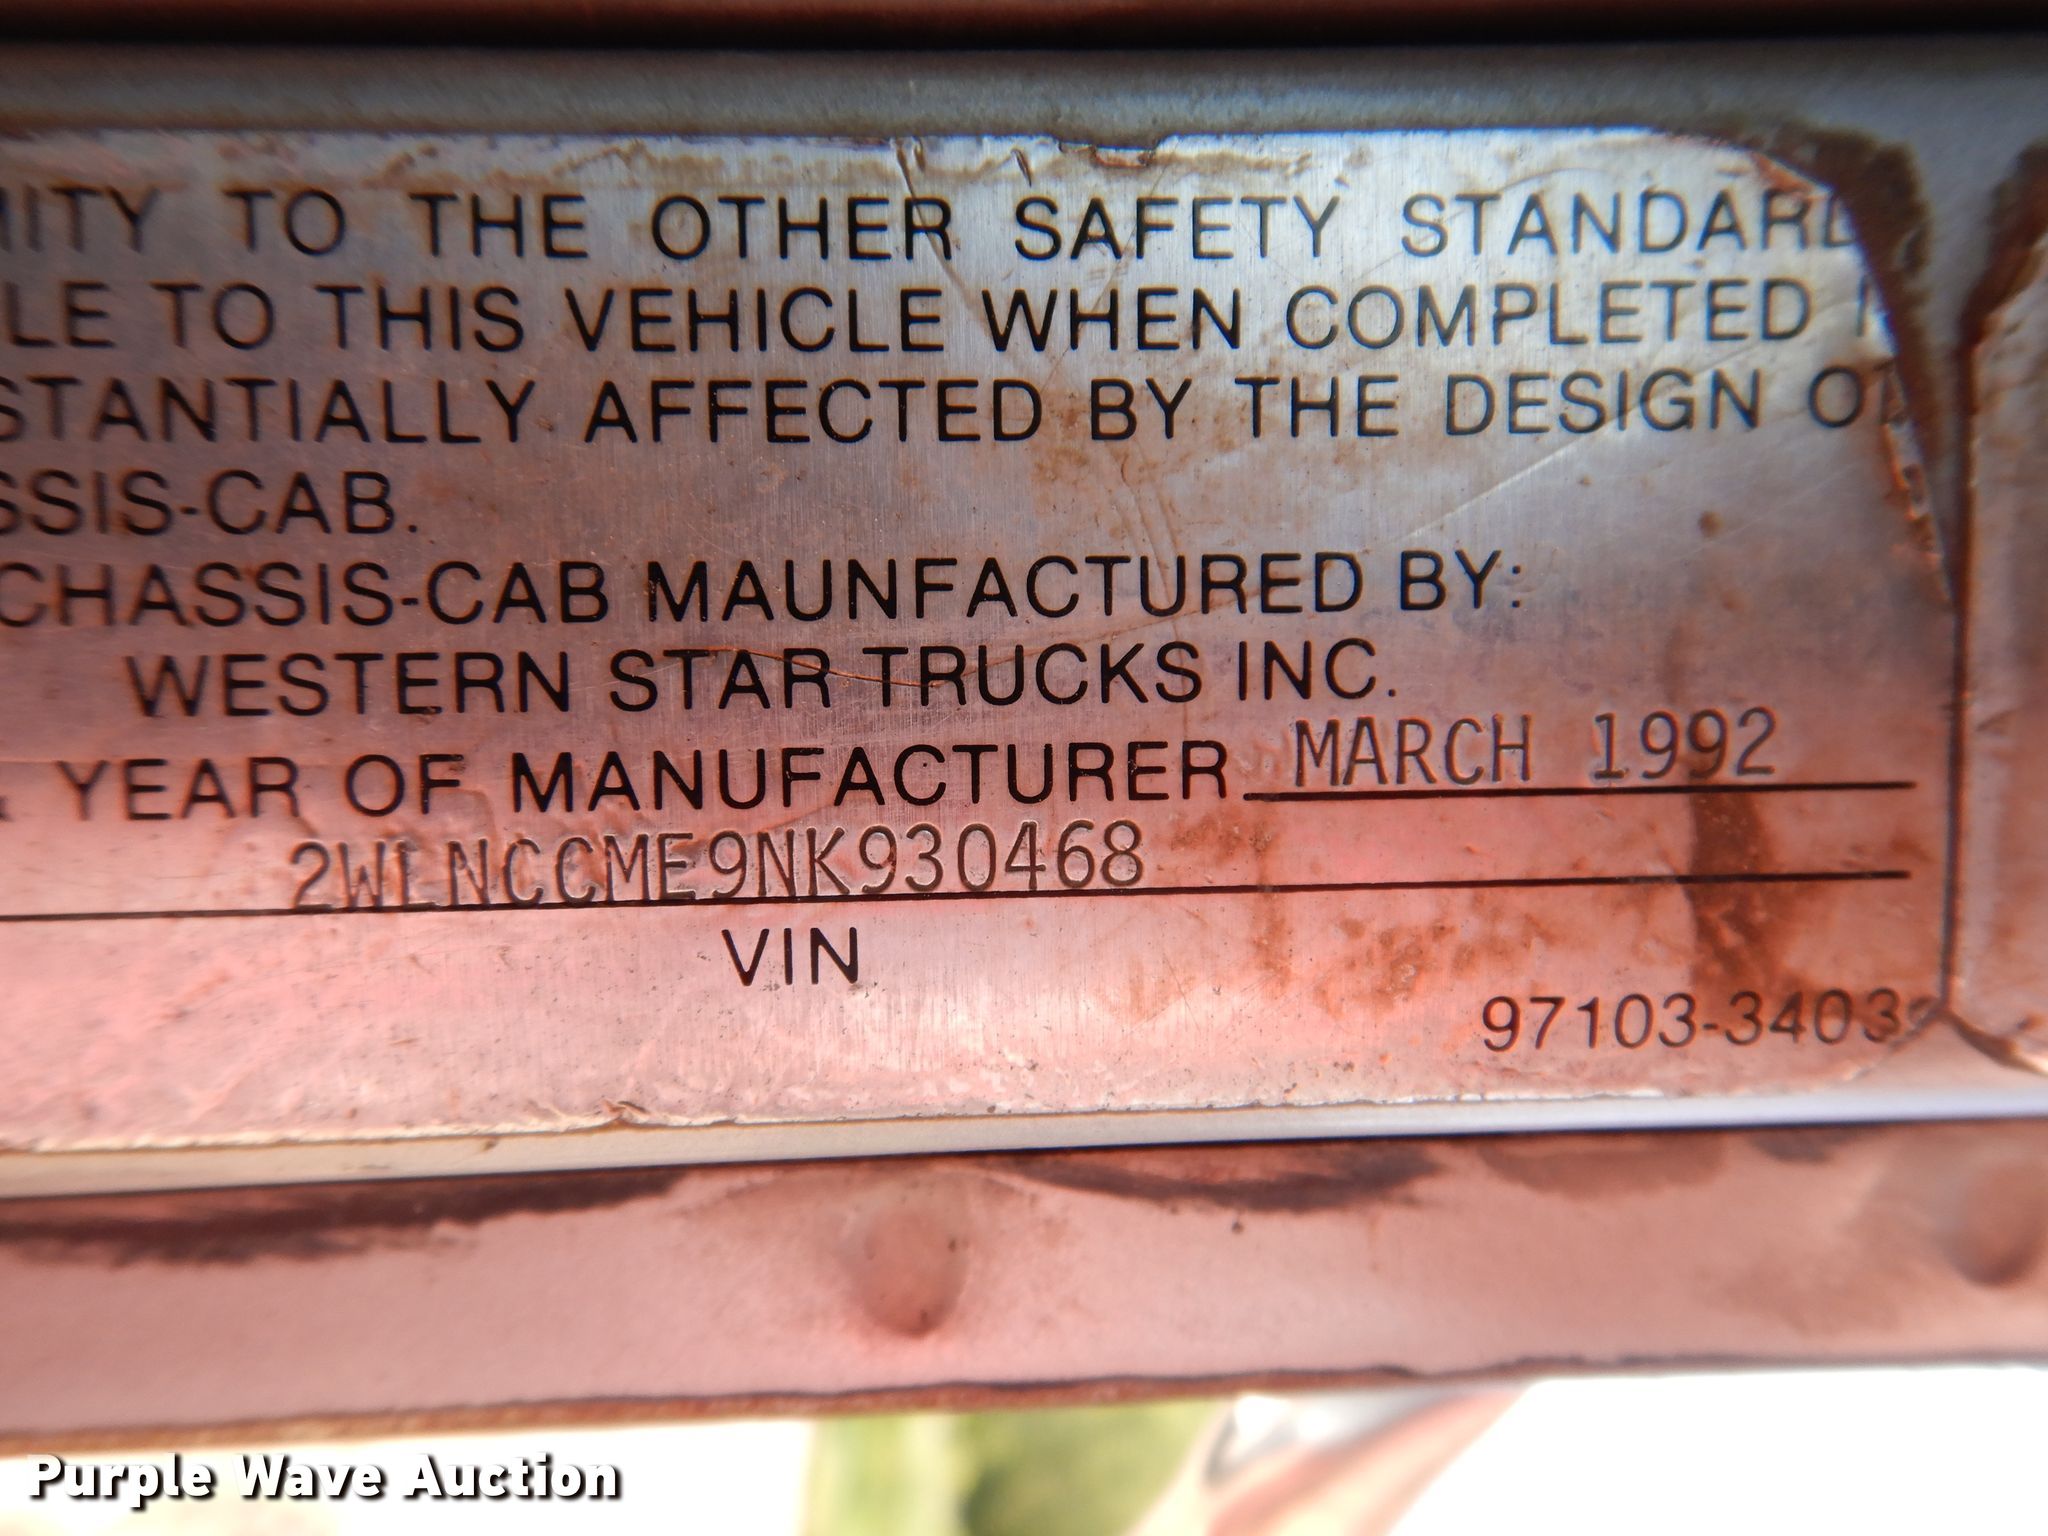 MITY TO THE OTHER SAFETY STANDARD
LE TO THIS VEHICLE WHEN COMPLETED
STANTIALLY AFFECTED BY THE DESIGN OF
SSIS-CAB.
CHASSIS-CAB MAUNFACTURED BY:
WESTERN STAR TRUCKS INC.
& YEAR OF MANUFACTURER MARCH 1992
2WLNCCME9NK930468
VIN
97103-3403
Purple Wave Auction